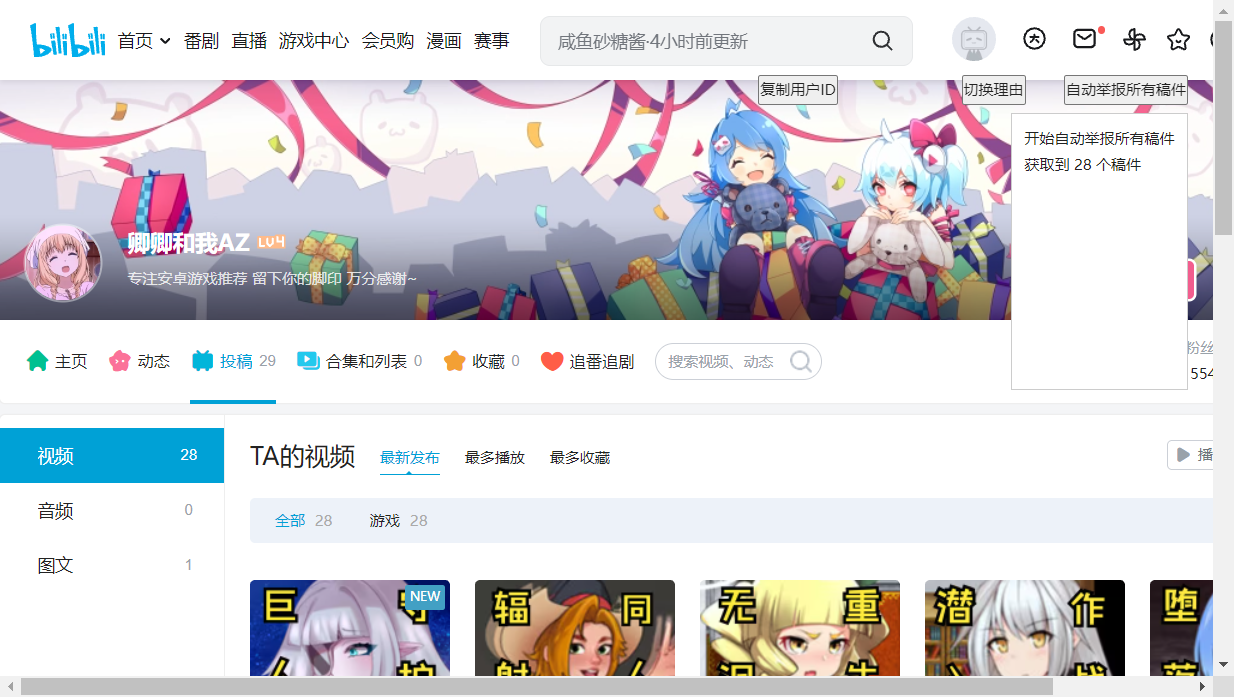 bilibili 首页 番剧 直播 游戏中心 会员购 漫画 赛事 咸鱼砂糖酱·4小时前更新
复制用户ID 切换理由 自动举报所有稿件
开始自动举报所有稿件
获取到 28 个稿件
卿卿和我AZ LV4
专注安卓游戏推荐 留下你的脚印 万分感谢~
主页 动态 投稿 29 合集和列表 0 收藏 0 追番追剧 搜索视频、动态 粉丝
554
视频 28
音频 0
图文 1
TA的视频 最新发布 最多播放 最多收藏 播
全部 28 游戏 28
NEW
巨 辐 同 无 重 潜 作 堕